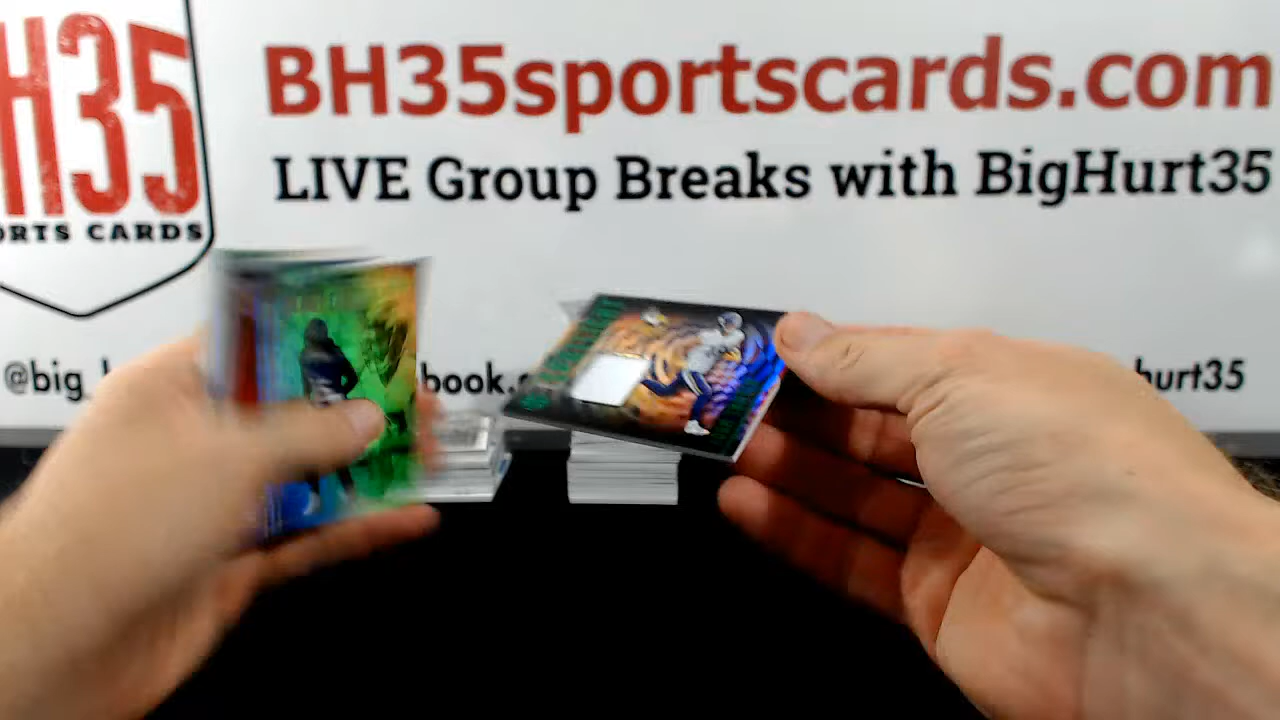 H35
ORTS CARDS
BH35sportscards.com
LIVE Group Breaks with BigHurt35
@big_
book.
hurt35